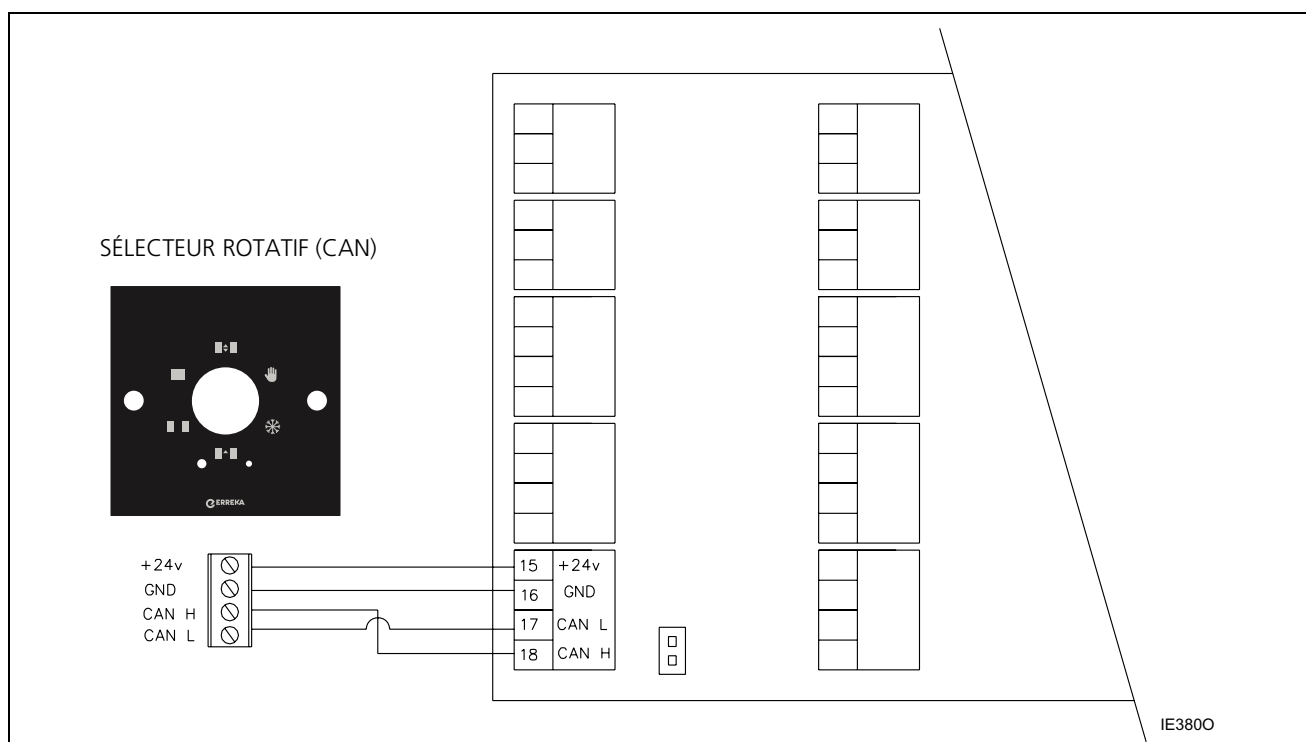 SÉLECTEUR ROTATIF (CAN)
ERREKA
+24v
GND
CAN H
CAN L
15 +24v
16 GND
17 CAN L
18 CAN H
IE380O